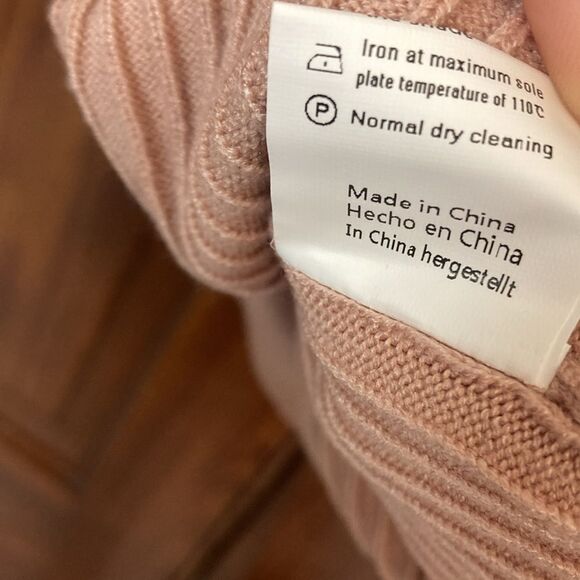 Iron at maximum sole
plate temperature of 110℃
P Normal dry cleaning
Made in China
Hecho en China
In China hergestellt